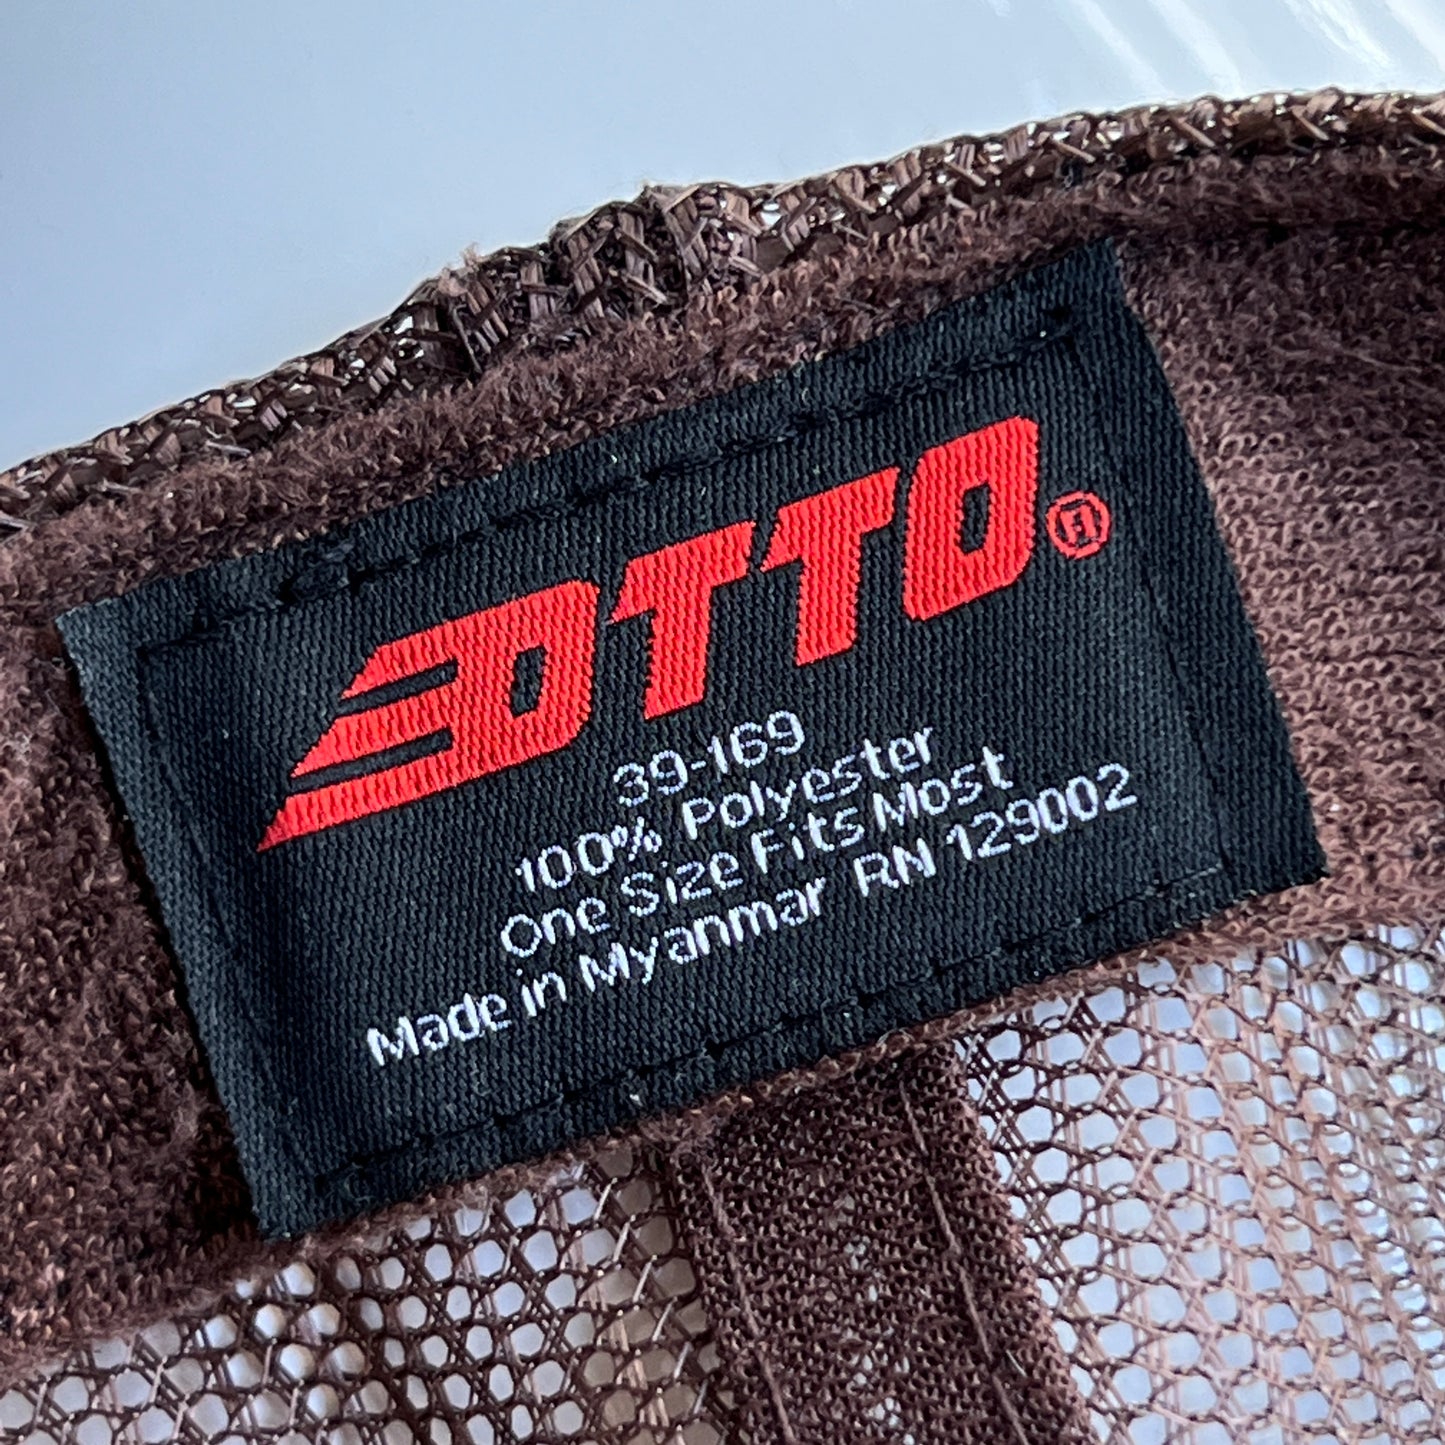 OTTO®
39-169
100% Polyester
One Size Fits Most
Made in Myanmar RN 129002